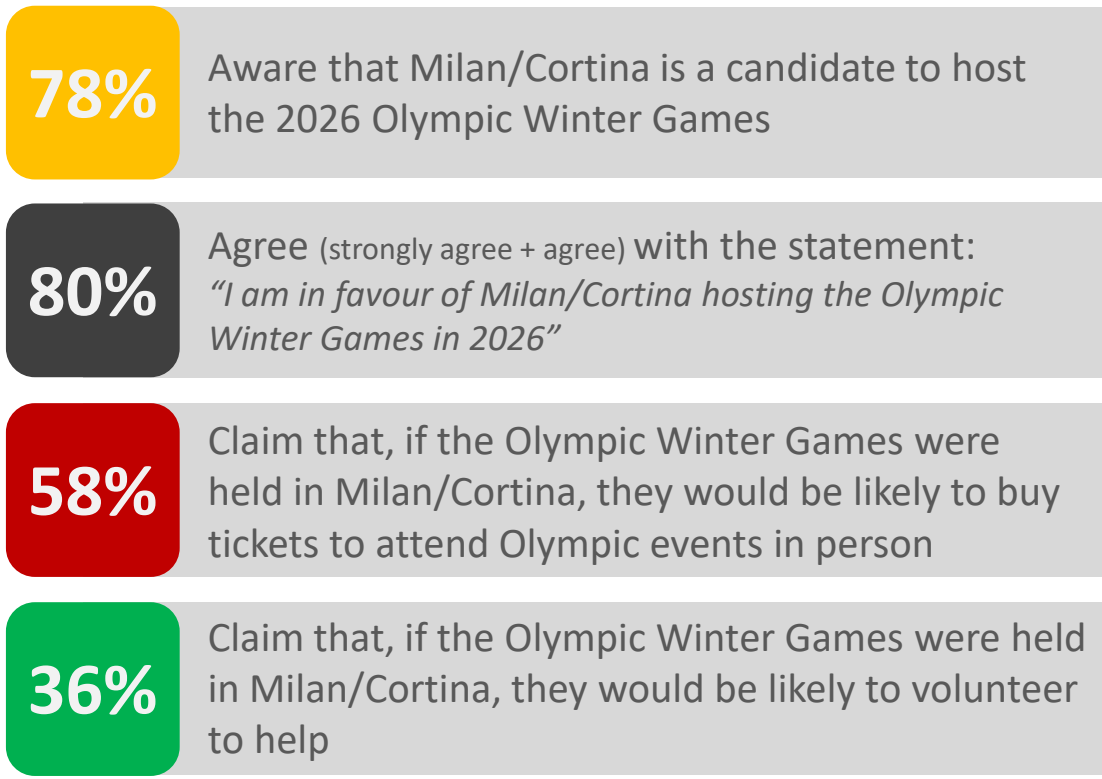 78%
Aware that Milan/Cortina is a candidate to host
the 2026 Olympic Winter Games
80%
Agree (strongly agree + agree) with the statement:
“I am in favour of Milan/Cortina hosting the Olympic
Winter Games in 2026”
58%
Claim that, if the Olympic Winter Games were
held in Milan/Cortina, they would be likely to buy
tickets to attend Olympic events in person
36%
Claim that, if the Olympic Winter Games were held
in Milan/Cortina, they would be likely to volunteer
to help